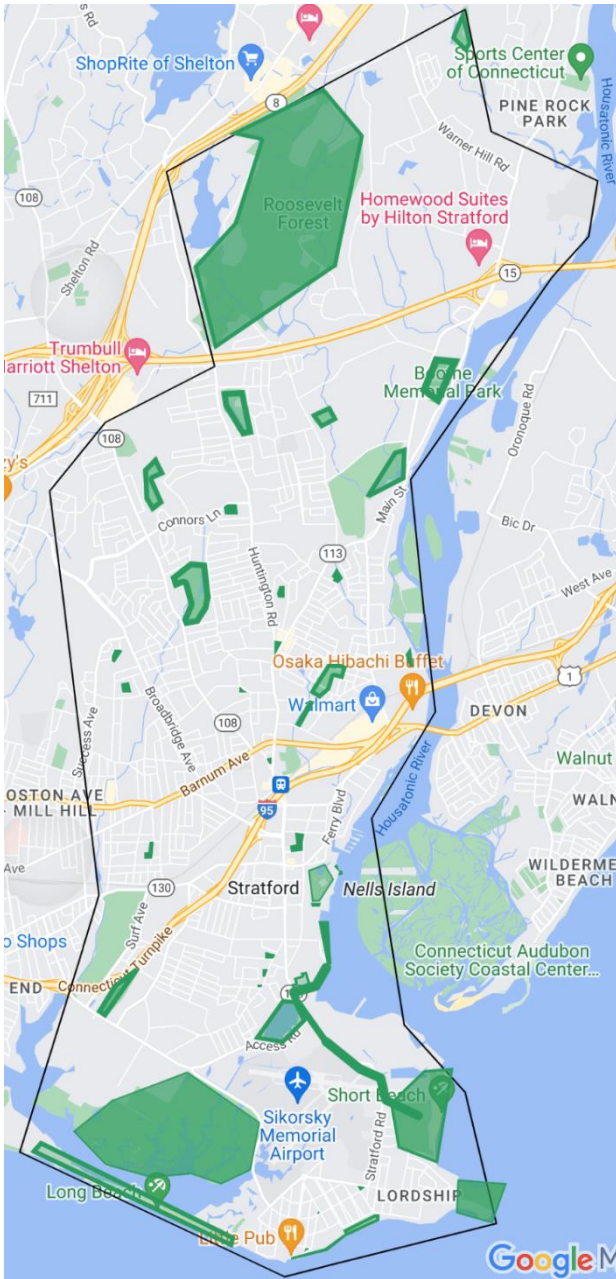 ShopRite of Shelton
Sports Center
of Connecticut
PINE ROCK
PARK
Housatonic River
8
Warner Hill Rd
108
Roosevelt
Forest
Homewood Suites
by Hilton Stratford
Shelton Rd
15
Trumbull
arriott Shelton
Boothe
Memorial Park
711
108
Oronoque Rd
zy's
Main St
Connors Ln
Bic Dr
113
Huntington Rd
West Ave
Osaka Hibachi Buffet
1
Broadbridge Ave
Success Ave
108
Walmart
DEVON
Barnum Ave
Walnut
OSTON AVE
MILL HILL
95
Ferry Blvd
Housatonic River
WALN
Ave
WILDERME
BEACH
130
Stratford
Nells Island
Surf Ave
o Shops
Connecticut Audubon
Society Coastal Center...
END
Connecticut Turnpike
Access Rd
Short Beach
Sikorsky
Memorial
Airport
Stratford Rd
Long Beach
LORDSHIP
Little Pub
Google M